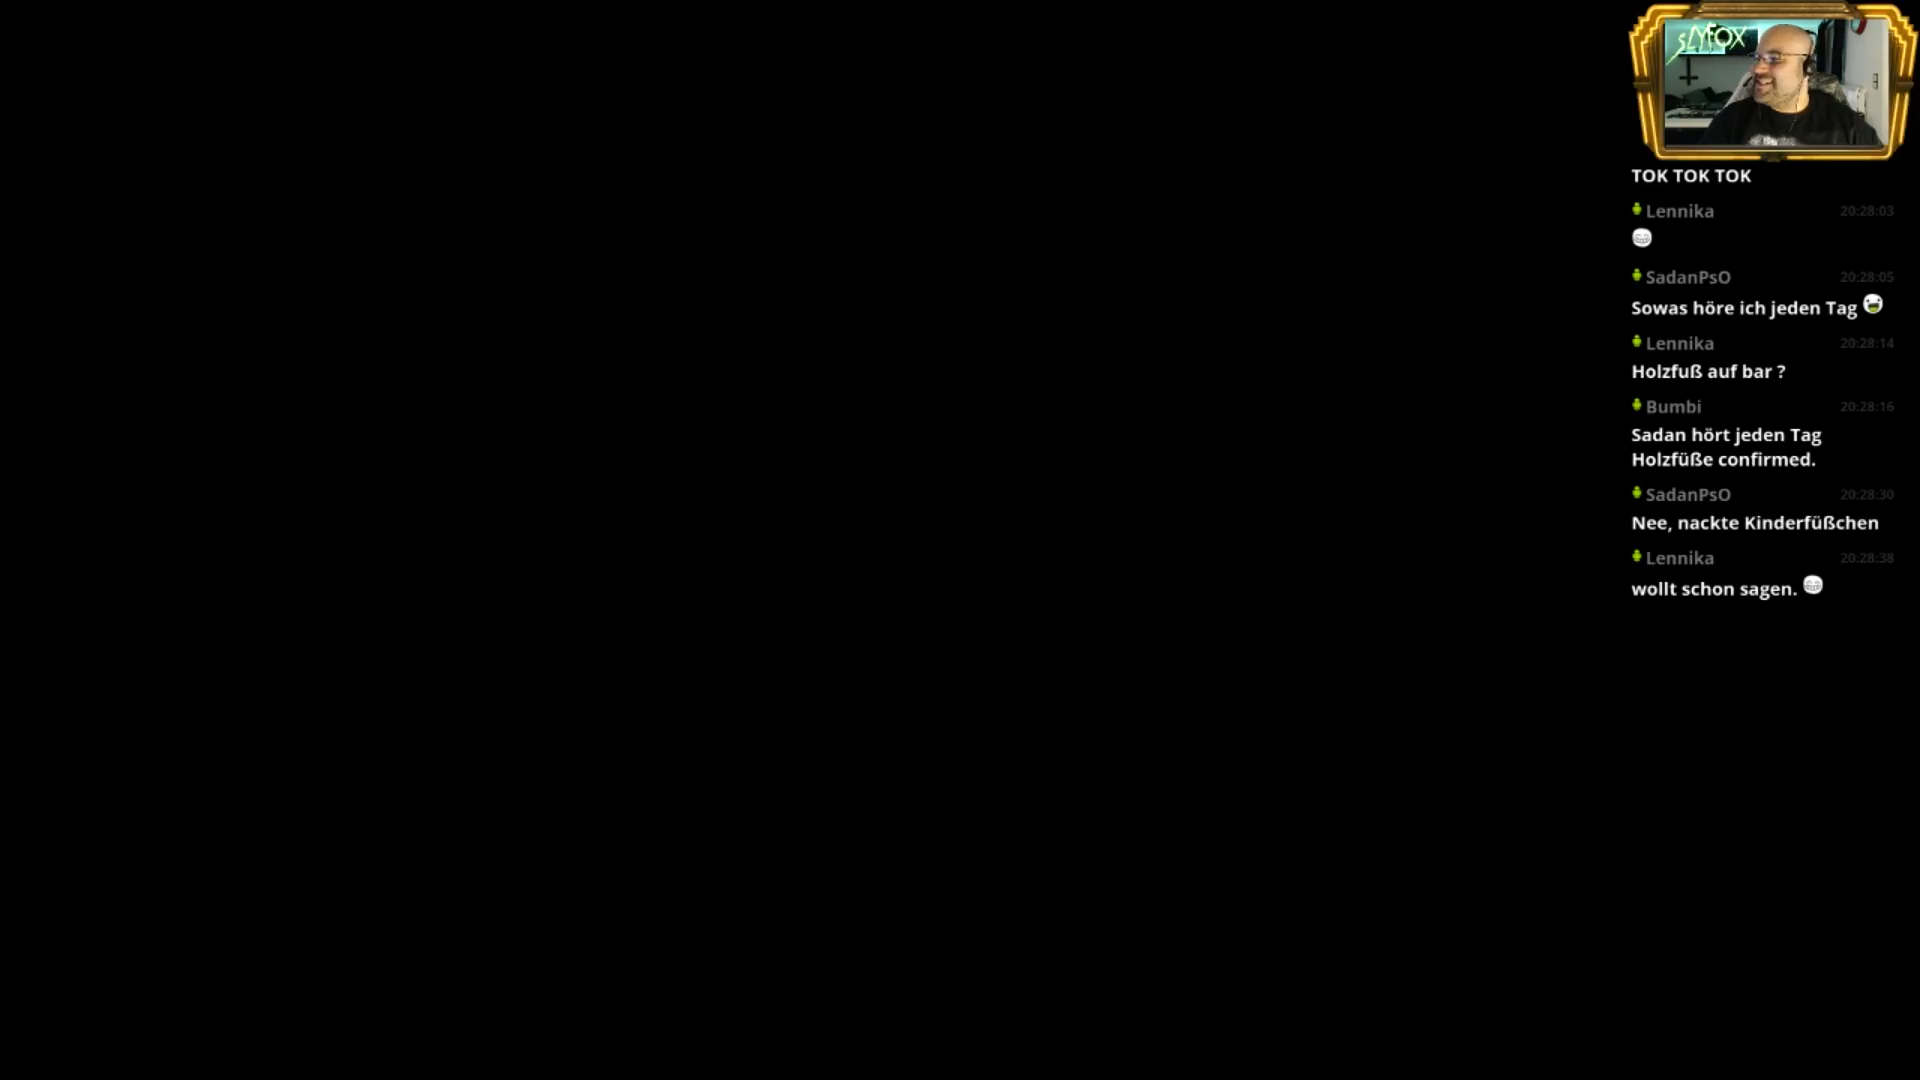 SLYFOX
TOK TOK TOK
Lennika 20:28:03
SadanPsO 20:28:05
Sowas höre ich jeden Tag
Lennika 20:28:14
Holzfuß auf bar ?
Bumbi 20:28:16
Sadan hört jeden Tag
Holzfüße confirmed.
SadanPsO 20:28:30
Nee, nackte Kinderfüßchen
Lennika 20:28:38
wollt schon sagen.